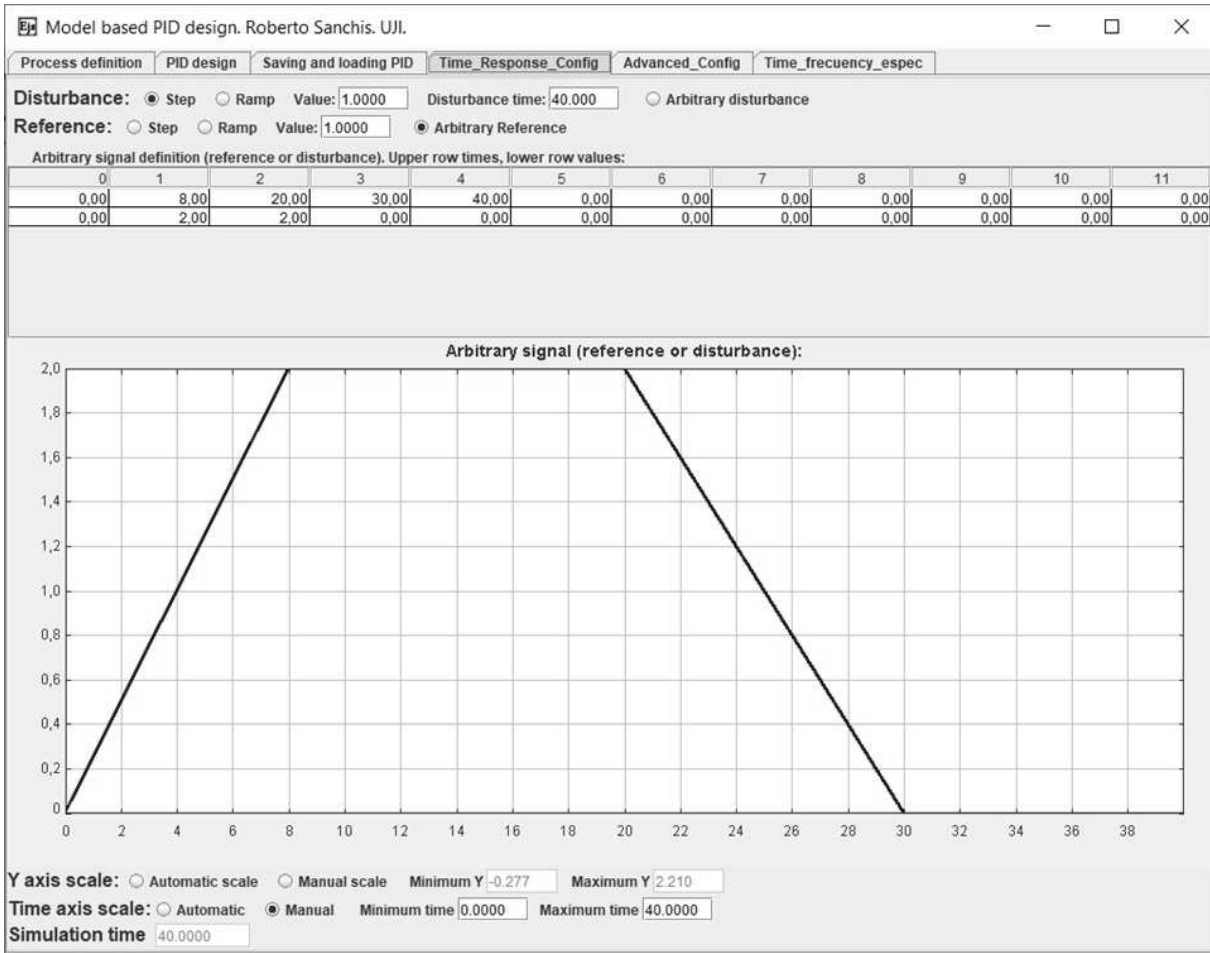 Ejs Model based PID design. Roberto Sanchis. UJI.
Process definition PID design Saving and loading PID Time_Response_Config Advanced_Config Time_frecuency_espec
Disturbance: Step Ramp Value: 1.0000 Disturbance time: 40.000 Arbitrary disturbance
Reference: Step Ramp Value: 1.0000 Arbitrary Reference
Arbitrary signal definition (reference or disturbance). Upper row times, lower row values:
0 1 2 3 4 5 6 7 8 9 10 11
0,00 8,00 20,00 30,00 40,00 0,00 0,00 0,00 0,00 0,00 0,00 0,00
0,00 2,00 2,00 0,00 0,00 0,00 0,00 0,00 0,00 0,00 0,00 0,00
Arbitrary signal (reference or disturbance):
2,0
1,8
1,6
1,4
1,2
1,0
0,8
0,6
0,4
0,2
0
0 2 4 6 8 10 12 14 16 18 20 22 24 26 28 30 32 34 36 38
Y axis scale: Automatic scale Manual scale Minimum Y -0.277 Maximum Y 2.210
Time axis scale: Automatic Manual Minimum time 0.0000 Maximum time 40.0000
Simulation time 40.0000